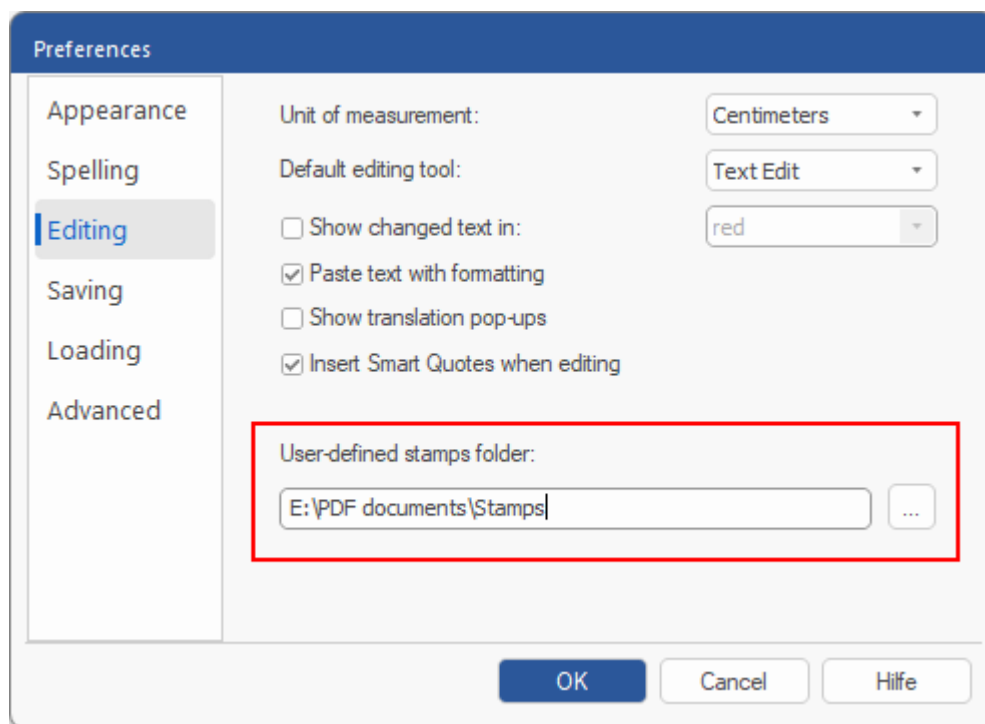 Preferences
Appearance
Spelling
Editing
Saving
Loading
Advanced
Unit of measurement: Centimeters
Default editing tool: Text Edit
Show changed text in: red
Paste text with formatting
Show translation pop-ups
Insert Smart Quotes when editing
User-defined stamps folder:
E:\PDF documents\Stamps ...
OK Cancel Hilfe